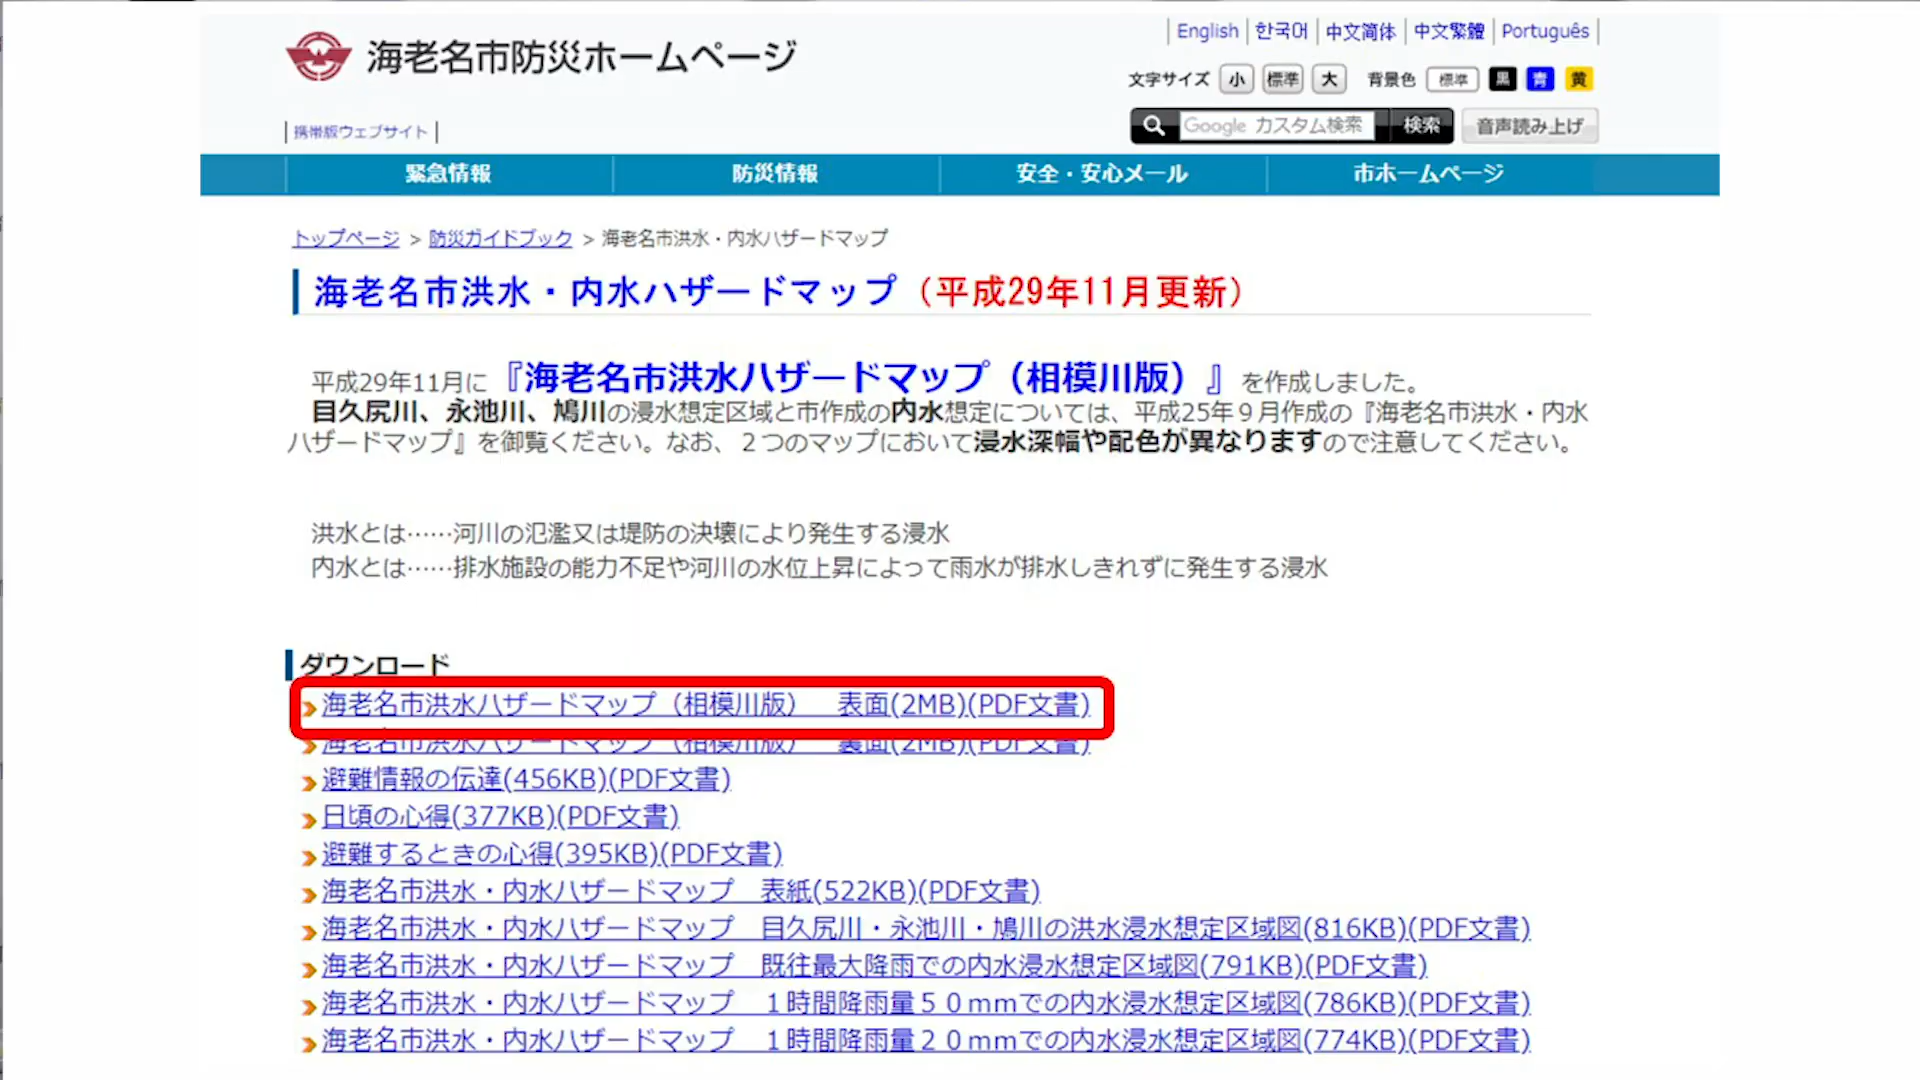 English 한국어 中文简体 中文繁體 Português
海老名市防災ホームページ
文字サイズ 小 標準 大 背景色 標準 黒 青 黄
携帯版ウェブサイト
Google カスタム検索 検索 音声読み上げ
緊急情報 防災情報 安全・安心メール 市ホームページ
トップページ > 防災ガイドブック > 海老名市洪水・内水ハザードマップ
海老名市洪水・内水ハザードマップ（平成29年11月更新）
平成29年11月に『海老名市洪水ハザードマップ（相模川版）』を作成しました。
目久尻川、永池川、鳩川の浸水想定区域と市作成の内水想定については、平成25年９月作成の『海老名市洪水・内水
ハザードマップ』を御覧ください。なお、２つのマップにおいて浸水深幅や配色が異なりますので注意してください。
洪水とは……河川の氾濫又は堤防の決壊により発生する浸水
内水とは……排水施設の能力不足や河川の水位上昇によって雨水が排水しきれずに発生する浸水
ダウンロード
海老名市洪水ハザードマップ（相模川版）　表面(2MB)(PDF文書)
海老名市洪水ハザードマップ（相模川版）　裏面(2MB)(PDF文書)
避難情報の伝達(456KB)(PDF文書)
日頃の心得(377KB)(PDF文書)
避難するときの心得(395KB)(PDF文書)
海老名市洪水・内水ハザードマップ　表紙(522KB)(PDF文書)
海老名市洪水・内水ハザードマップ　目久尻川・永池川・鳩川の洪水浸水想定区域図(816KB)(PDF文書)
海老名市洪水・内水ハザードマップ　既往最大降雨での内水浸水想定区域図(791KB)(PDF文書)
海老名市洪水・内水ハザードマップ　１時間降雨量５０mmでの内水浸水想定区域図(786KB)(PDF文書)
海老名市洪水・内水ハザードマップ　１時間降雨量２０mmでの内水浸水想定区域図(774KB)(PDF文書)